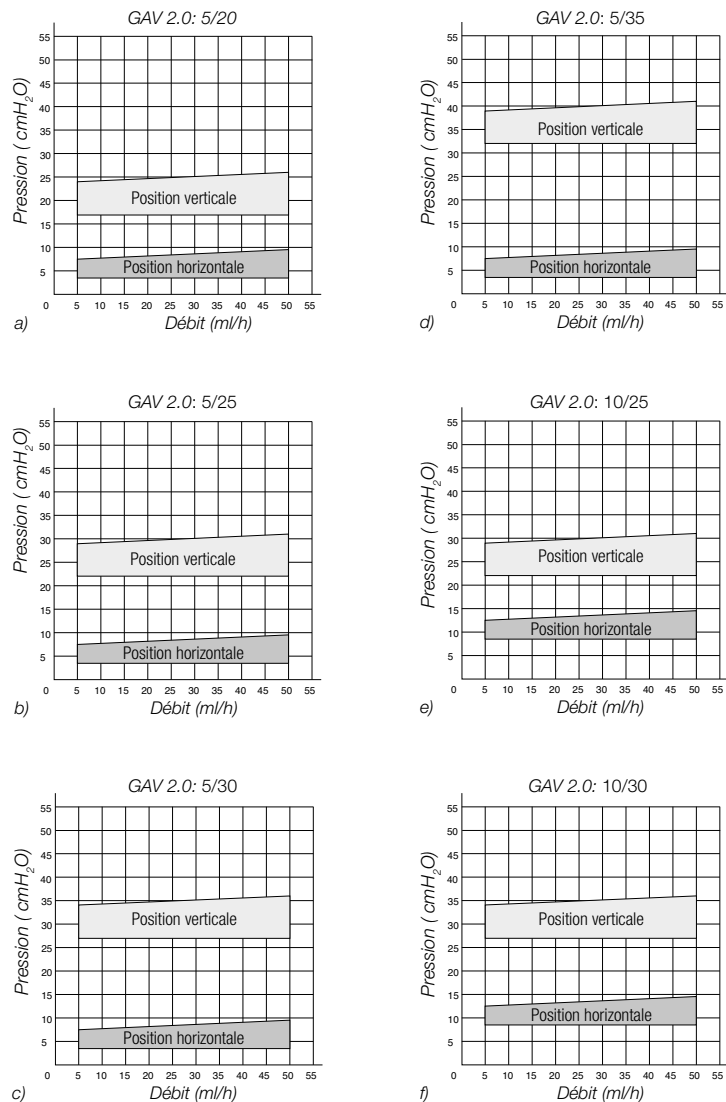 GAV 2.0: 5/20
Pression ( cmH₂O)
55
50
45
40
35
30
25
20
15
10
5
0
Position verticale
Position horizontale
5 10 15 20 25 30 35 40 45 50 55
a)
Débit (ml/h)
GAV 2.0: 5/35
Pression ( cmH₂O)
55
50
45
40
35
30
25
20
15
10
5
0
Position verticale
Position horizontale
5 10 15 20 25 30 35 40 45 50 55
d)
Débit (ml/h)
GAV 2.0: 5/25
Pression ( cmH₂O)
55
50
45
40
35
30
25
20
15
10
5
0
Position verticale
Position horizontale
5 10 15 20 25 30 35 40 45 50 55
b)
Débit (ml/h)
GAV 2.0: 10/25
Pression ( cmH₂O)
55
50
45
40
35
30
25
20
15
10
5
0
Position verticale
Position horizontale
5 10 15 20 25 30 35 40 45 50 55
e)
Débit (ml/h)
GAV 2.0: 5/30
Pression ( cmH₂O)
55
50
45
40
35
30
25
20
15
10
5
0
Position verticale
Position horizontale
5 10 15 20 25 30 35 40 45 50 55
c)
Débit (ml/h)
GAV 2.0: 10/30
Pression ( cmH₂O)
55
50
45
40
35
30
25
20
15
10
5
0
Position verticale
Position horizontale
5 10 15 20 25 30 35 40 45 50 55
f)
Débit (ml/h)